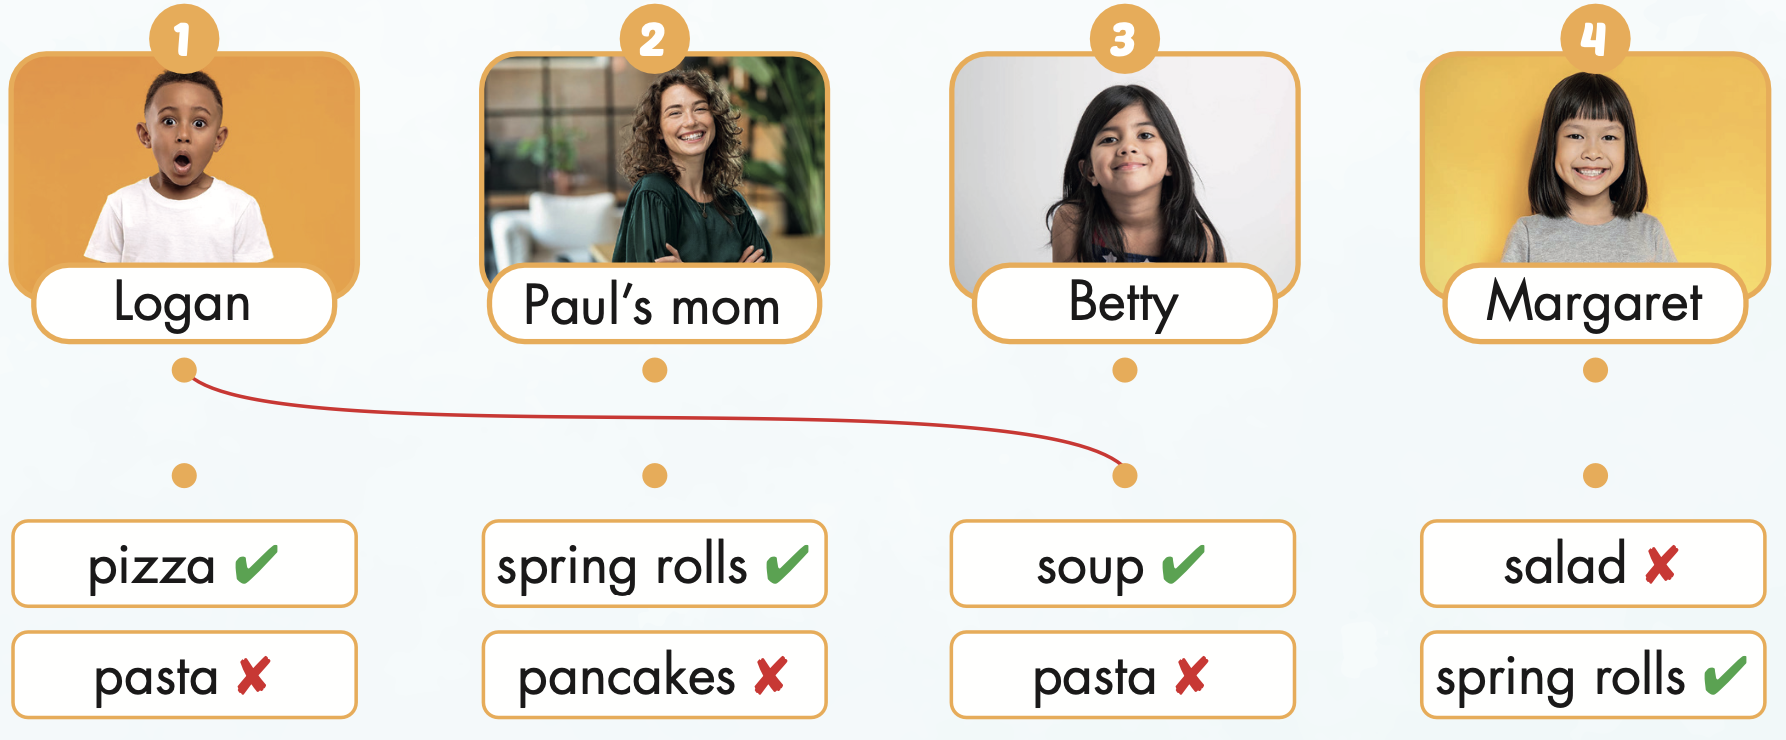 1
2
3
4
Logan
Paul's mom
Betty
Margaret
pizza ✔
spring rolls ✔
soup ✔
salad ✘
pasta ✘
pancakes ✘
pasta ✘
spring rolls ✔